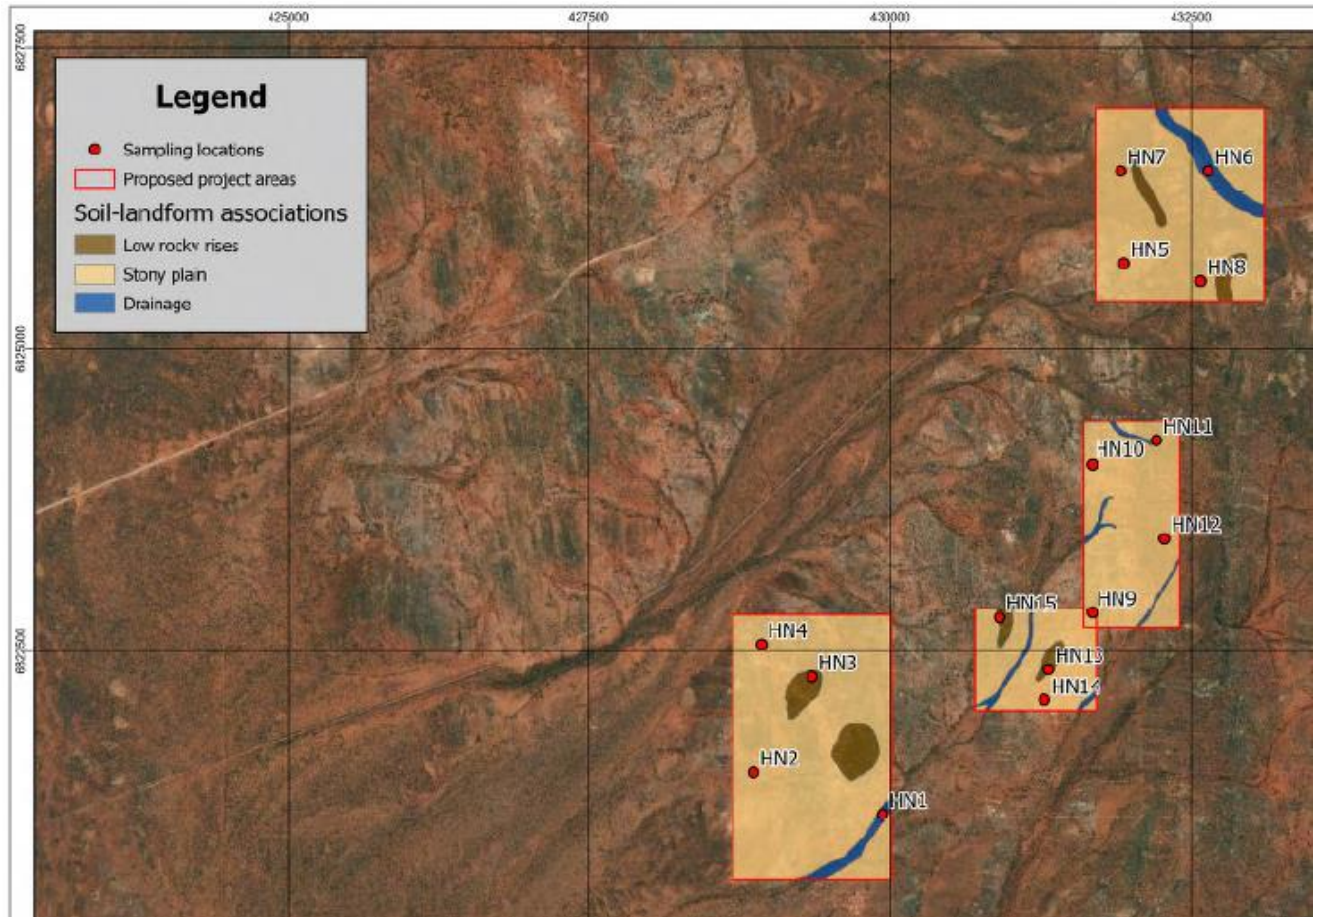 425000 427500 430000 432500
6827500
Legend
Sampling locations
Proposed project areas
Soil-landform associations
Low rocky rises
Stony plain
Drainage
HN7 HN6
HN5 HN8
6825000
HN11
HN10
HN12
HN9
HN15
6822500
HN4
HN13
HN3
HN14
HN2
HN1